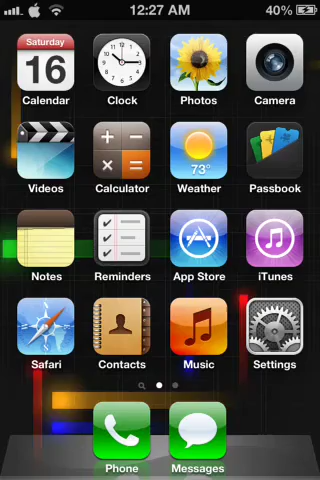 12:27 AM
40%
Saturday
16
Calendar
Clock
Photos
Camera
73°
Videos
Calculator
Weather
Passbook
Notes
Reminders
App Store
iTunes
Safari
Contacts
Music
Settings
Phone
Messages